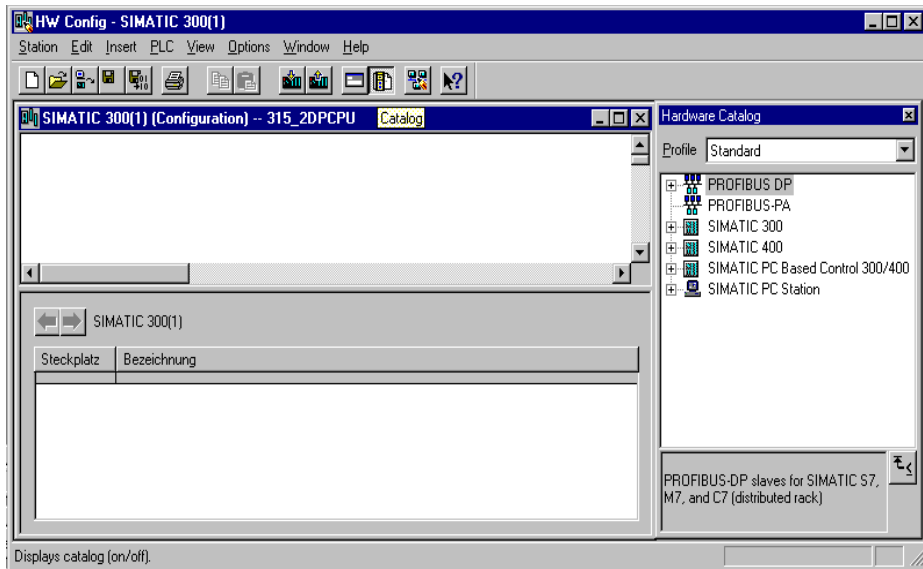 HW Config - SIMATIC 300(1)
Station Edit Insert PLC View Options Window Help
SIMATIC 300(1) (Configuration) -- 315_2DPCPU
Catalog
SIMATIC 300(1)
Steckplatz Bezeichnung
Hardware Catalog
Profile Standard
PROFIBUS DP
PROFIBUS-PA
SIMATIC 300
SIMATIC 400
SIMATIC PC Based Control 300/400
SIMATIC PC Station
PROFIBUS-DP slaves for SIMATIC S7,
M7, and C7 (distributed rack)
Displays catalog (on/off).